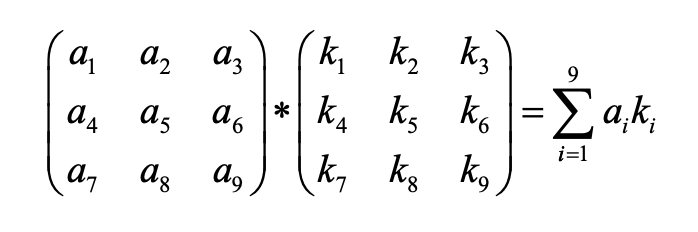 a₁ a₂ a₃ k₁ k₂ k₃ 9
a₄ a₅ a₆ * k₄ k₅ k₆ = ∑ aᵢkᵢ
a₇ a₈ a₉ k₇ k₈ k₉ i=1